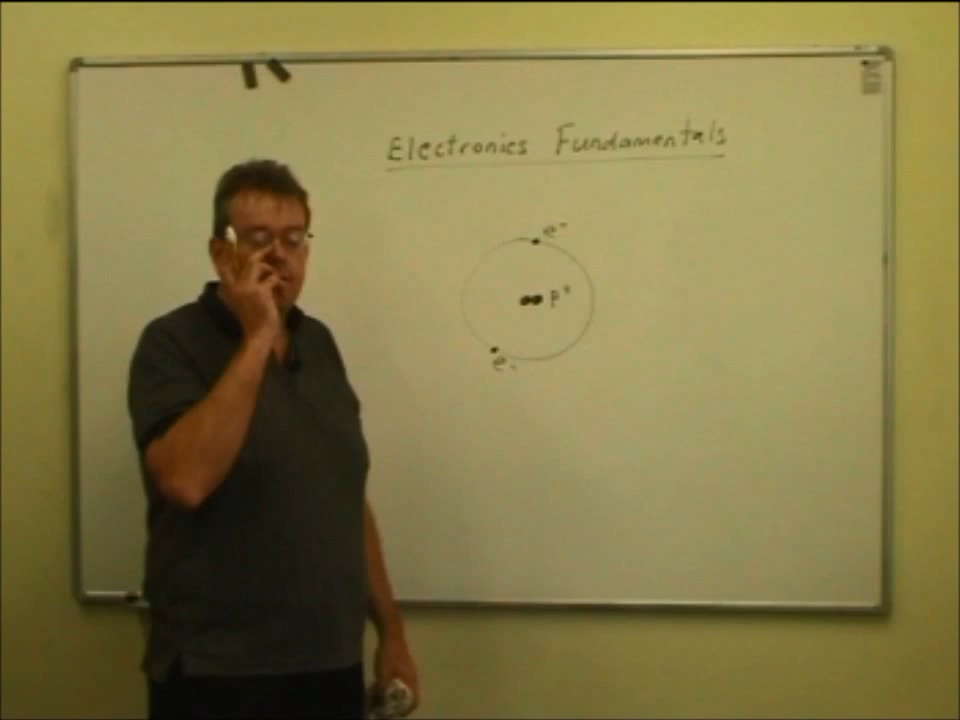 Electronics Fundamentals
e⁻
p⁺
e-